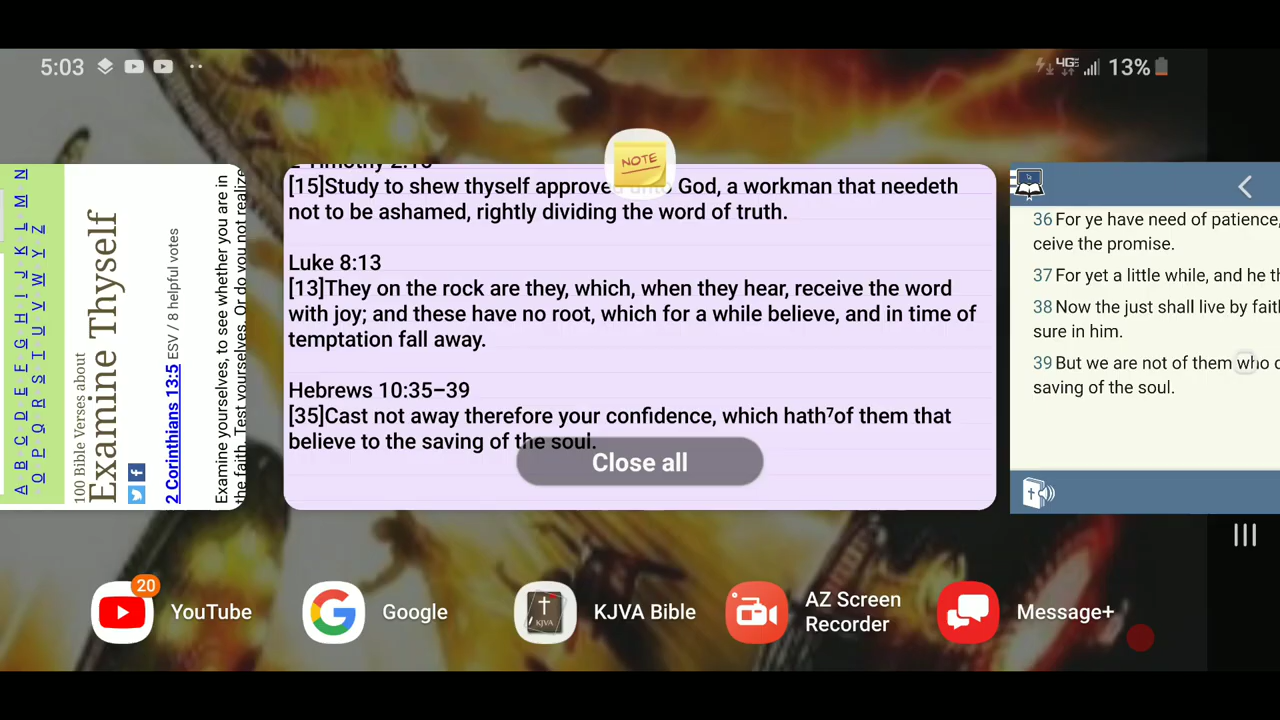 5:03
4GE 13%
A B C D E F G H I J K L M N
O P Q R S T U V W Y Z
100 Bible Verses about
Examine Thyself
2 Corinthians 13:5 ESV / 8 helpful votes
Examine yourselves, to see whether you are in
the faith. Test yourselves. Or do you not realize
NOTE
[15]Study to shew thyself approved unto God, a workman that needeth
not to be ashamed, rightly dividing the word of truth.
Luke 8:13
[13]They on the rock are they, which, when they hear, receive the word
with joy; and these have no root, which for a while believe, and in time of
temptation fall away.
Hebrews 10:35–39
[35]Cast not away therefore your confidence, which hath⁷of them that
believe to the saving of the soul.
Close all
36 For ye have need of patience,
ceive the promise.
37 For yet a little while, and he th
38 Now the just shall live by fait
sure in him.
39 But we are not of them who d
saving of the soul.
20
YouTube
Google
KJVA
KJVA Bible
AZ Screen
Recorder
Message+